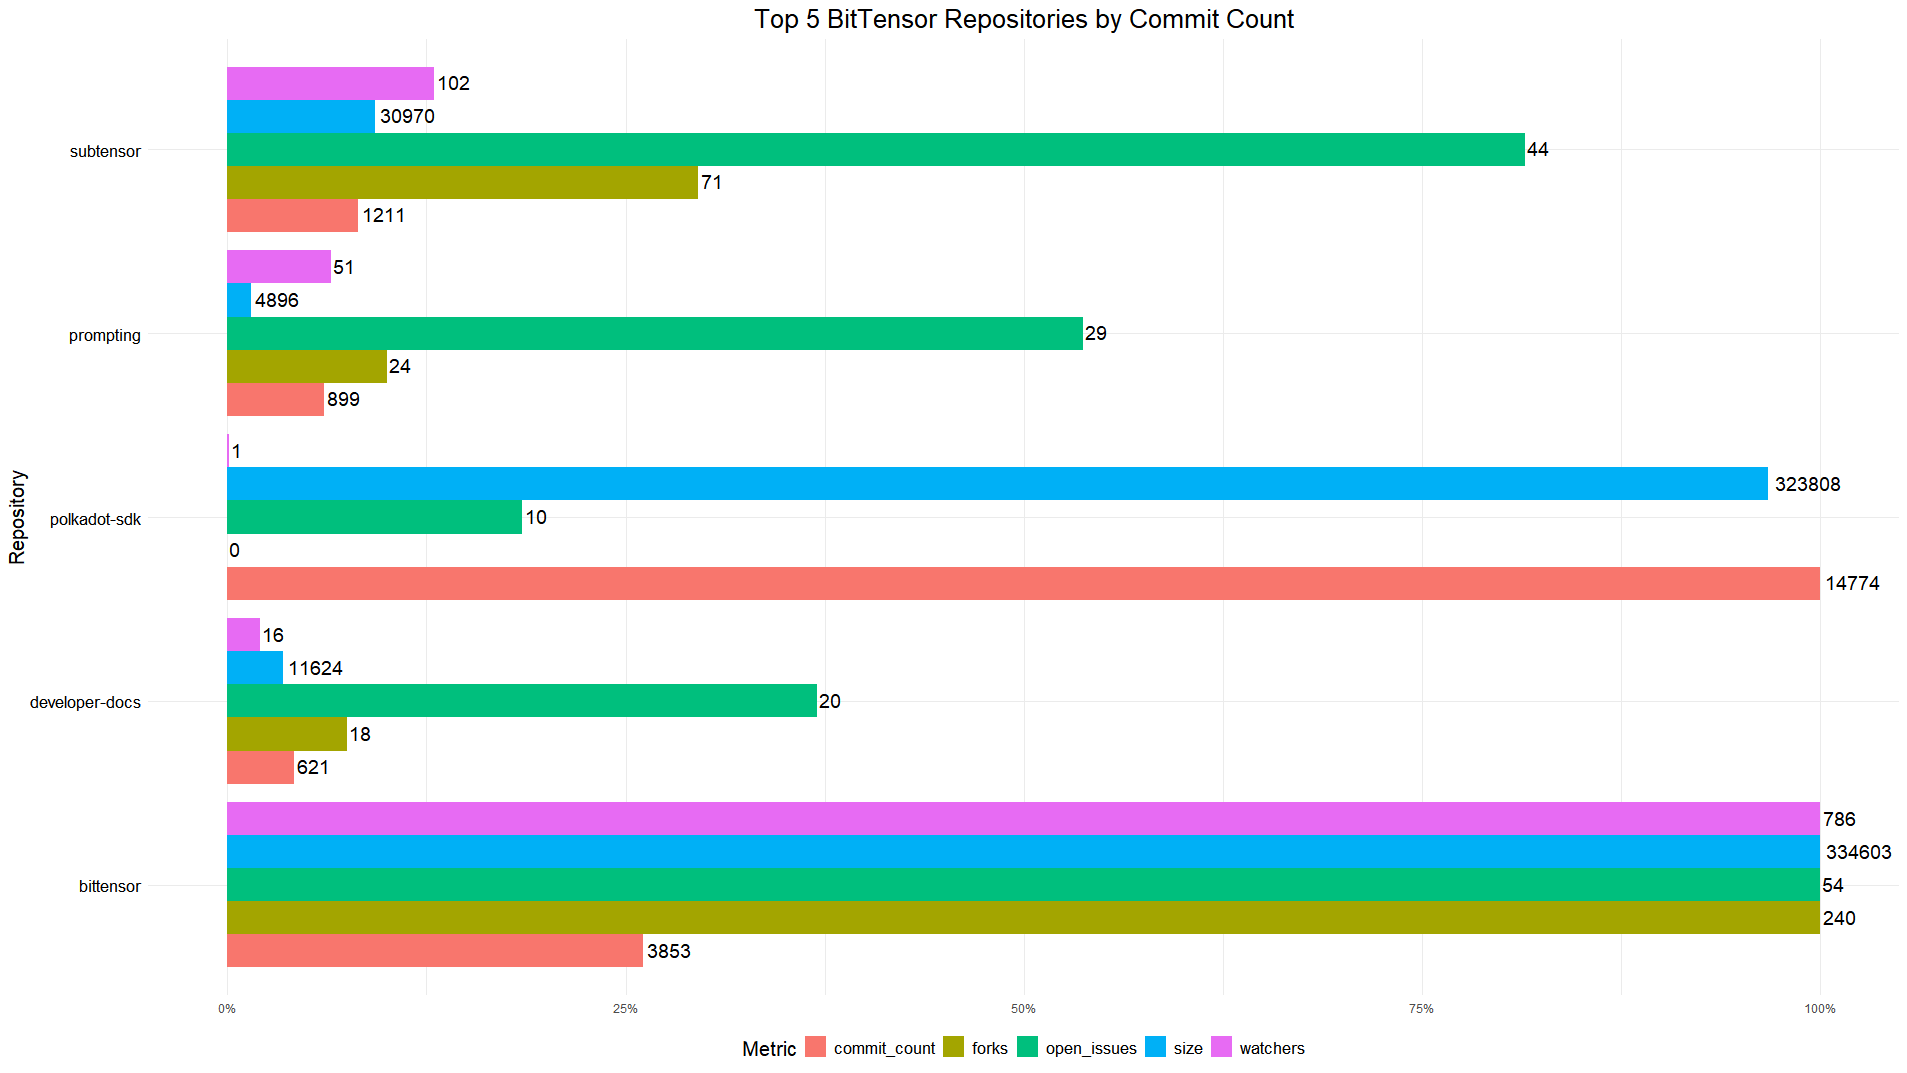 Top 5 BitTensor Repositories by Commit Count
Repository
subtensor
102
30970
44
71
1211
prompting
51
4896
29
24
899
polkadot-sdk
1
323808
10
0
14774
developer-docs
16
11624
20
18
621
bittensor
786
334603
54
240
3853
0% 25% 50% 75% 100%
Metric commit_count forks open_issues size watchers